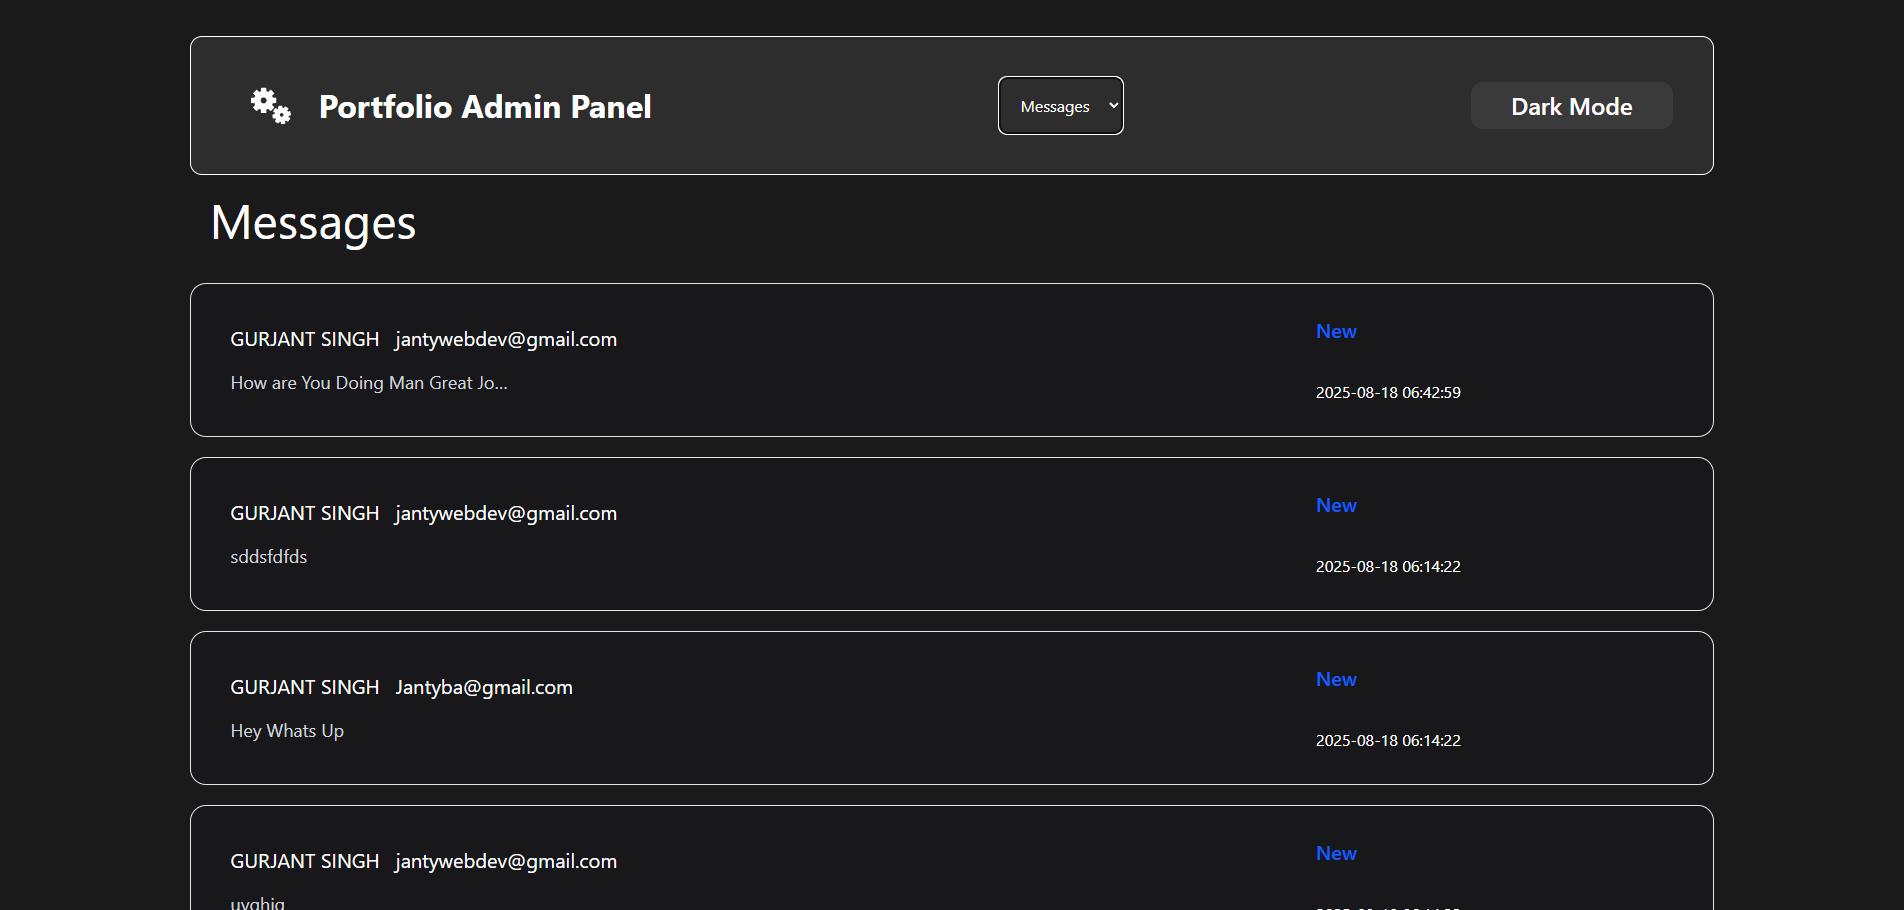 Portfolio Admin Panel
Messages
Dark Mode
Messages
GURJANT SINGH jantywebdev@gmail.com
New
How are You Doing Man Great Jo...
2025-08-18 06:42:59
GURJANT SINGH jantywebdev@gmail.com
New
sddsfdfds
2025-08-18 06:14:22
GURJANT SINGH Jantyba@gmail.com
New
Hey Whats Up
2025-08-18 06:14:22
GURJANT SINGH jantywebdev@gmail.com
New